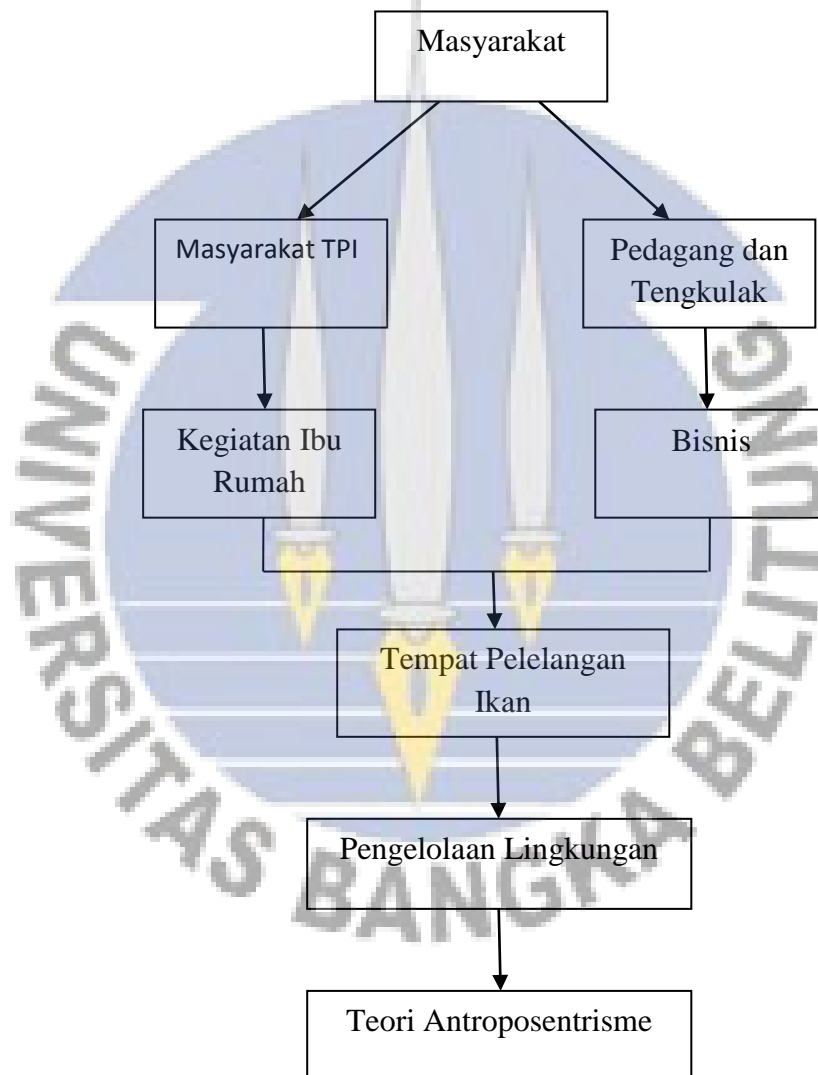 Masyarakat
Masyarakat TPI
Pedagang dan
Tengkulak
Kegiatan Ibu
Rumah
Bisnis
Tempat Pelelangan
Ikan
Pengelolaan Lingkungan
Teori Antroposentrisme
UNIVERSITAS BANGKA BELITUNG